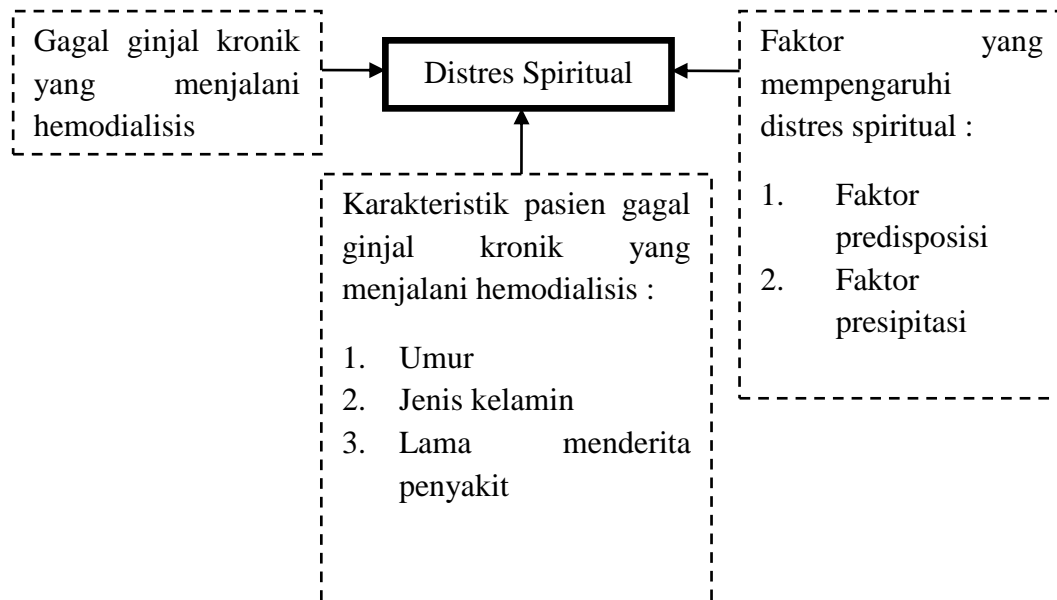 Gagal ginjal kronik
yang menjalani
hemodialisis
Distres Spiritual
Faktor yang
mempengaruhi
distres spiritual :
1. Faktor
predisposisi
2. Faktor
presipitasi
Karakteristik pasien gagal
ginjal kronik yang
menjalani hemodialisis :
1. Umur
2. Jenis kelamin
3. Lama menderita
penyakit